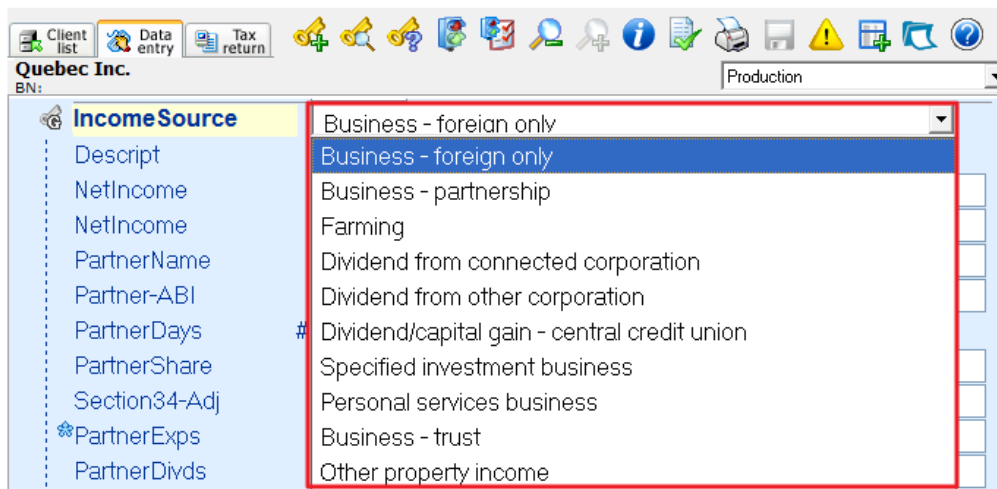 Client list Data entry Tax return
Quebec Inc.
BN:
Production
IncomeSource Business - foreign only
Descript Business - foreign only
NetIncome Business - partnership
NetIncome Farming
PartnerName Dividend from connected corporation
Partner-ABI Dividend from other corporation
PartnerDays # Dividend/capital gain - central credit union
PartnerShare Specified investment business
Section34-Adj Personal services business
PartnerExps Business - trust
PartnerDivds Other property income